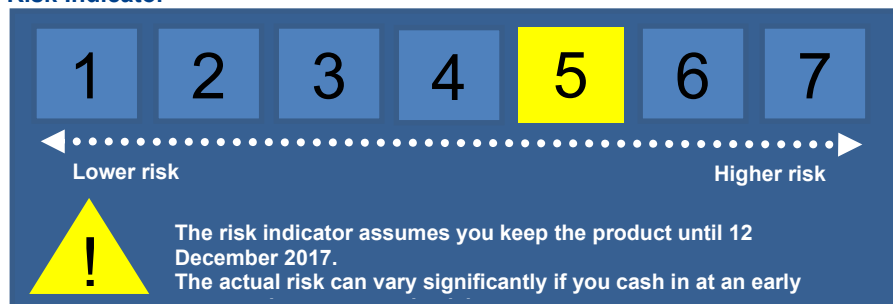 Risk Indicator
1 2 3 4 5 6 7
Lower risk Higher risk
!
The risk indicator assumes you keep the product until 12
December 2017.
The actual risk can vary significantly if you cash in at an early